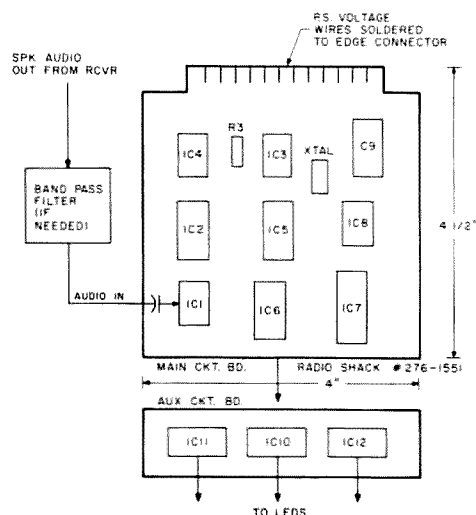 RS. VOLTAGE
WIRES SOLDERED
TO EDGE CONNECTOR
SPK AUDIO
OUT FROM RCVR
R3
IC4
IC3
C9
XTAL
BAND PASS
FILTER
(IF
NEEDED)
IC2
IC5
IC8
4 1/2"
AUDIO IN
IC1
IC6
IC7
MAIN CKT. BD.
RADIO SHACK #276-1551
4"
AUX CKT. BD.
IC11
IC10
IC12
TO LEDS